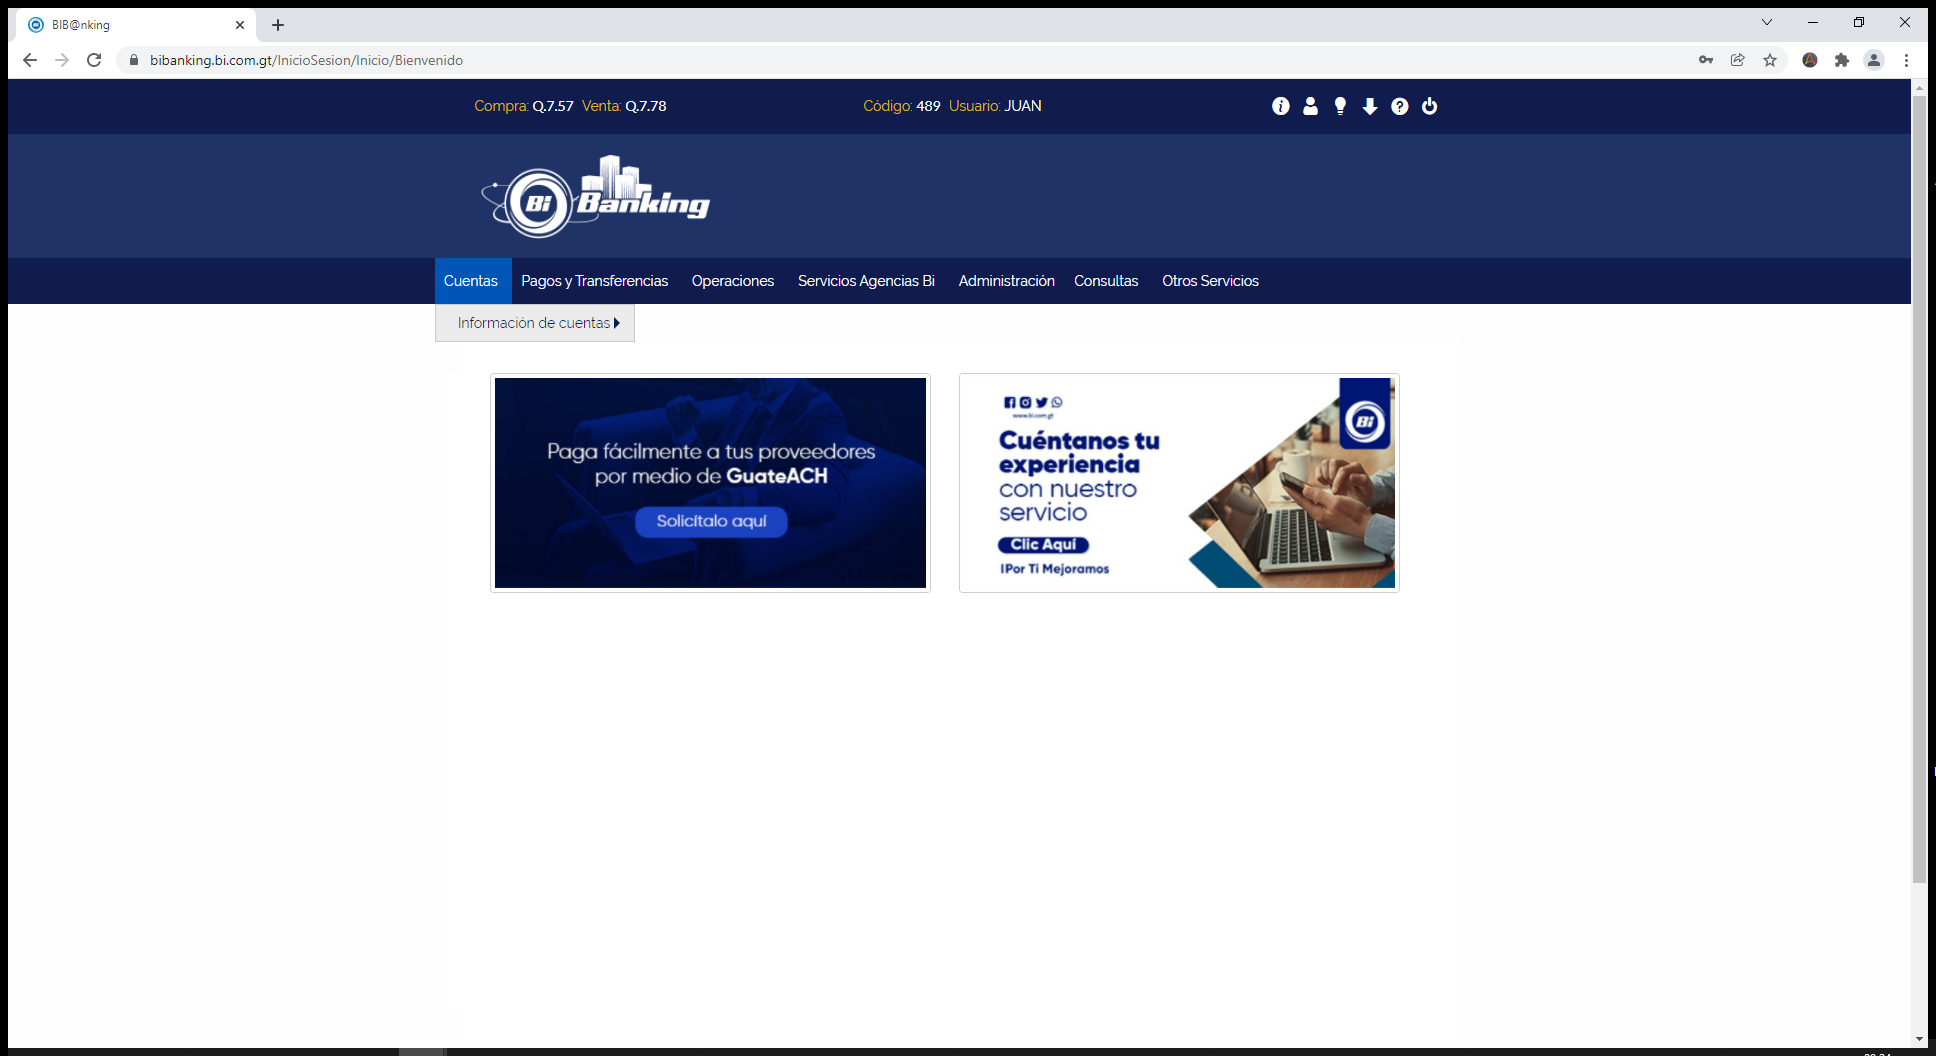 BIB@nking
bibanking.bi.com.gt/InicioSesion/Inicio/Bienvenido
Compra: Q.7.57 Venta: Q.7.78
Código: 489 Usuario: JUAN
Bi Banking
Cuentas
Pagos y Transferencias
Operaciones
Servicios Agencias Bi
Administración
Consultas
Otros Servicios
Información de cuentas
Paga fácilmente a tus proveedores
por medio de GuateACH
Solicítalo aquí
www.bi.com.gt
Bi
Cuéntanos tu
experiencia
con nuestro
servicio
Clic Aquí
¡Por Ti Mejoramos